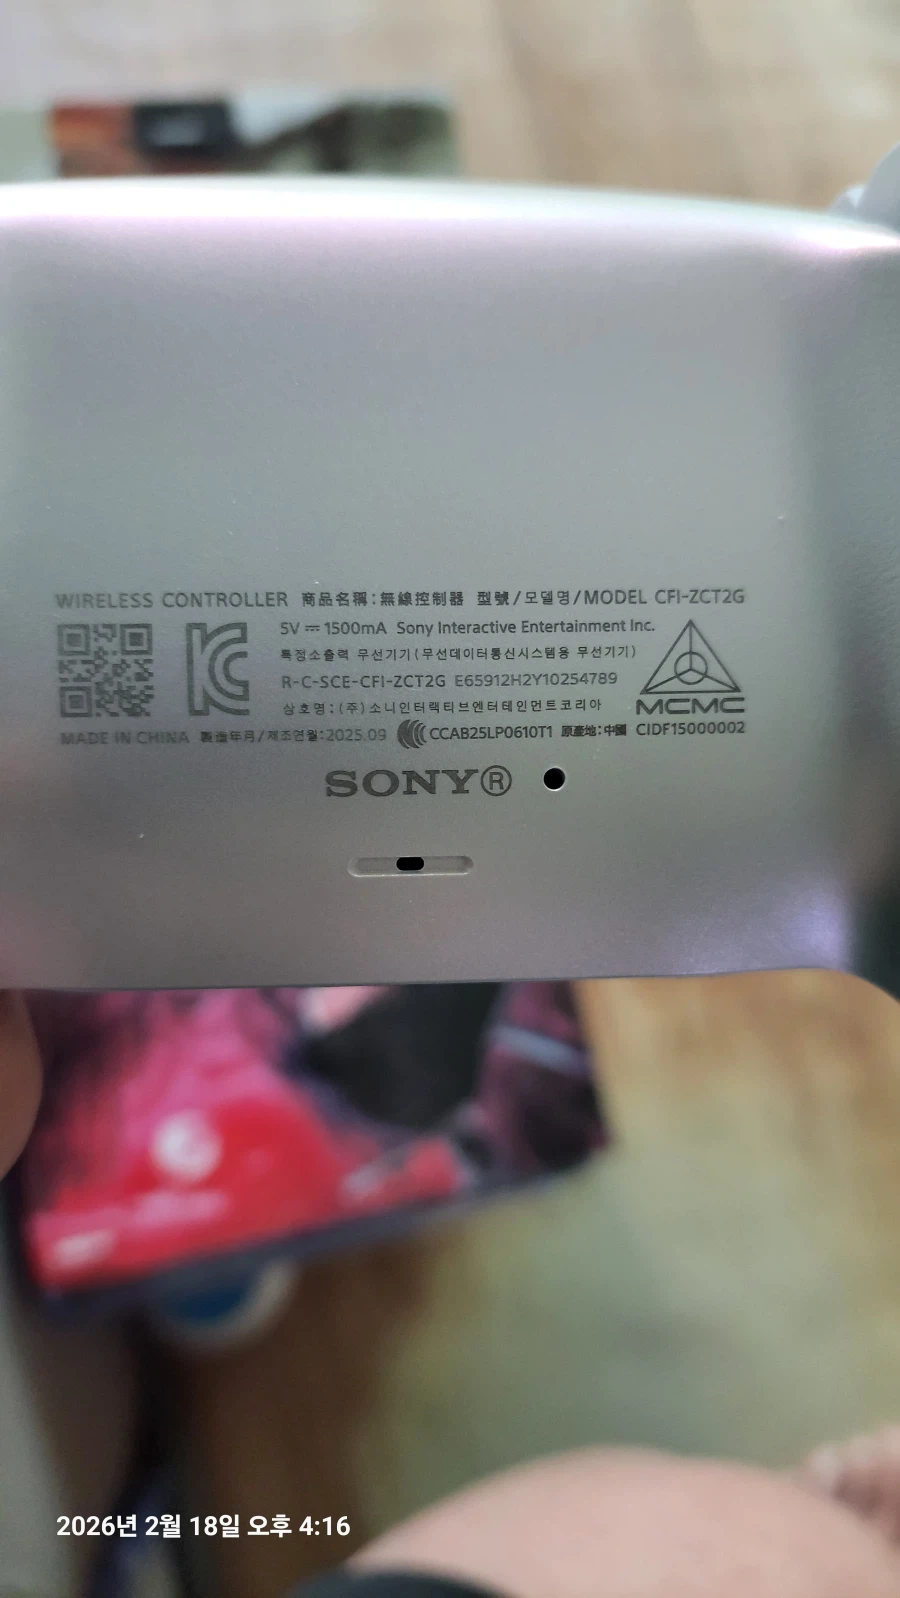 WIRELESS CONTROLLER 商品名稱:無線控制器 型號/모델명/MODEL CFI-ZCT2G
5V ⎓ 1500mA Sony Interactive Entertainment Inc.
특정소출력 무선기기(무선데이터통신시스템용 무선기기)
R-C-SCE-CFI-ZCT2G E65912H2Y10254789
상호명:(주)소니인터랙티브엔터테인먼트코리아
MCMC
MADE IN CHINA 製造年月/제조연월:2025.09 CCAB25LP0610T1 原產地:中國 CIDF15000002
SONY®
2026년 2월 18일 오후 4:16